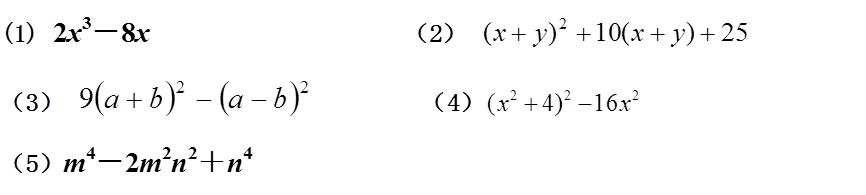 (1) 2x³－8x (2) (x+y)²+10(x+y)+25
(3) 9(a+b)²-(a-b)² (4) (x²+4)²-16x²
(5) m⁴－2m²n²＋n⁴